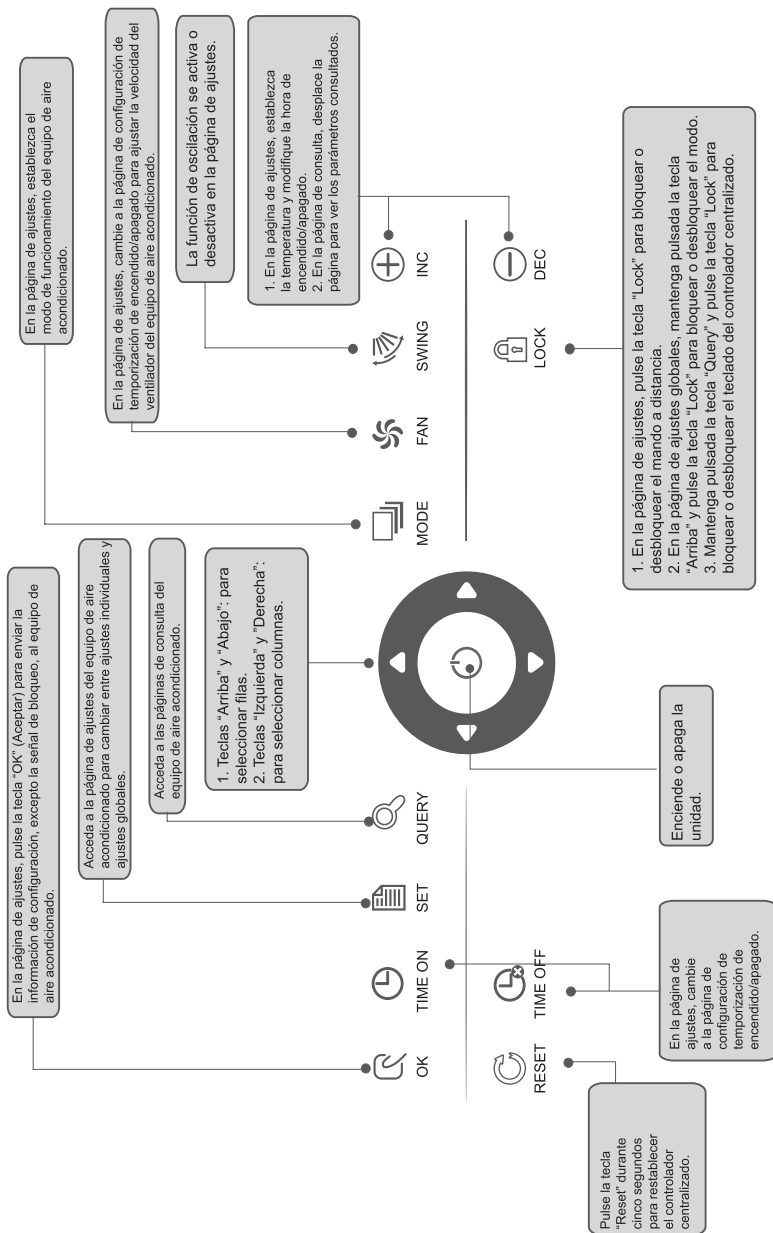 En la página de ajustes, pulse la tecla “OK” (Aceptar) para enviar la
información de configuración, excepto la señal de bloqueo, al equipo de
aire acondicionado.
Acceda a la página de ajustes del equipo de aire
acondicionado para cambiar entre ajustes individuales y
ajustes globales.
Acceda a las páginas de consulta del
equipo de aire acondicionado.
1. Teclas “Arriba” y “Abajo”: para
seleccionar filas.
2. Teclas “Izquierda” y ”Derecha”:
para seleccionar columnas.
En la página de ajustes, establezca el
modo de funcionamiento del equipo de aire
acondicionado.
En la página de ajustes, cambie a la página de configuración de
temporización de encendido/apagado para ajustar la velocidad del
ventilador del equipo de aire acondicionado.
La función de oscilación se activa o
desactiva en la página de ajustes.
1. En la página de ajustes, establezca
la temperatura y modifique la hora de
encendido/apagado.
2. En la página de consulta, desplace la
página para ver los parámetros consultados.
OK
TIME ON
SET
QUERY
MODE
FAN
SWING
INC
RESET
TIME OFF
LOCK
DEC
Pulse la tecla
“Reset” durante
cinco segundos
para restablecer
el controlador
centralizado.
En la página de
ajustes, cambie
a la página de
configuración de
temporización de
encendido/apagado.
Enciende o apaga la
unidad.
1. En la página de ajustes, pulse la tecla “Lock” para bloquear o
desbloquear el mando a distancia.
2. En la página de ajustes globales, mantenga pulsada la tecla
“Arriba” y pulse la tecla “Lock” para bloquear o desbloquear el modo.
3. Mantenga pulsada la tecla “Query” y pulse la tecla “Lock” para
bloquear o desbloquear el teclado del controlador centralizado.